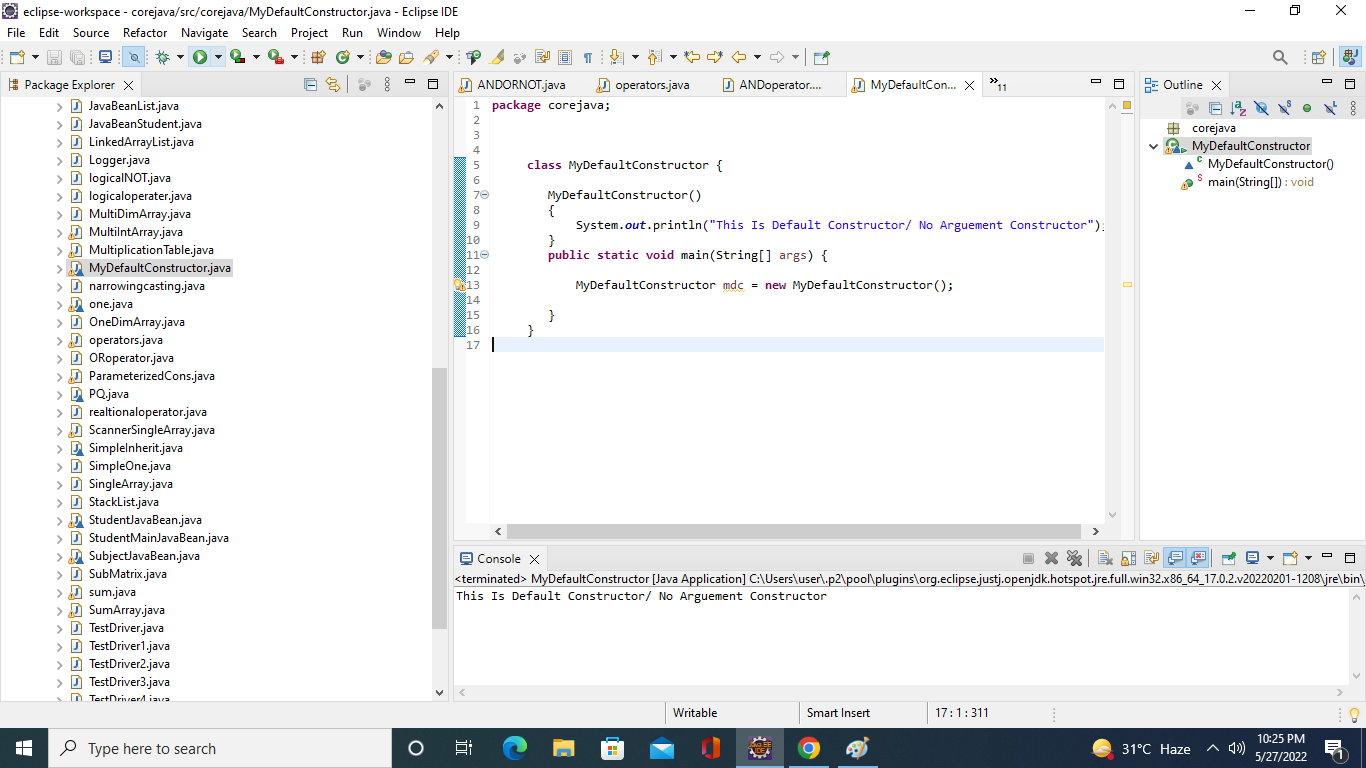 eclipse-workspace - corejava/src/corejava/MyDefaultConstructor.java - Eclipse IDE
File Edit Source Refactor Navigate Search Project Run Window Help
Package Explorer
JavaBeanList.java
JavaBeanStudent.java
LinkedArrayList.java
Logger.java
logicalNOT.java
logicaloperater.java
MultiDimArray.java
MultiIntArray.java
MultiplicationTable.java
MyDefaultConstructor.java
narrowingcasting.java
one.java
OneDimArray.java
operators.java
ORoperator.java
ParameterizedCons.java
PQ.java
realtionaloperator.java
ScannerSingleArray.java
SimpleInherit.java
SimpleOne.java
SingleArray.java
StackList.java
StudentJavaBean.java
StudentMainJavaBean.java
SubjectJavaBean.java
SubMatrix.java
sum.java
SumArray.java
TestDriver.java
TestDriver1.java
TestDriver2.java
TestDriver3.java
TestDriver4.java
ANDORNOT.java operators.java ANDoperator.... MyDefaultCon... »11
1 package corejava;
2
3
4
5 class MyDefaultConstructor {
6
7 MyDefaultConstructor()
8 {
9 System.out.println("This Is Default Constructor/ No Arguement Constructor");
10 }
11 public static void main(String[] args) {
12
13 MyDefaultConstructor mdc = new MyDefaultConstructor();
14
15 }
16 }
17
Outline
corejava
MyDefaultConstructor
MyDefaultConstructor()
main(String[]) : void
Console
<terminated> MyDefaultConstructor [Java Application] C:\Users\user\.p2\pool\plugins\org.eclipse.justj.openjdk.hotspot.jre.full.win32.x86_64_17.0.2.v20220201-1208\jre\bin\
This Is Default Constructor/ No Arguement Constructor
Writable Smart Insert 17 : 1 : 311
Type here to search
31°C Haze
10:25 PM
5/27/2022
1